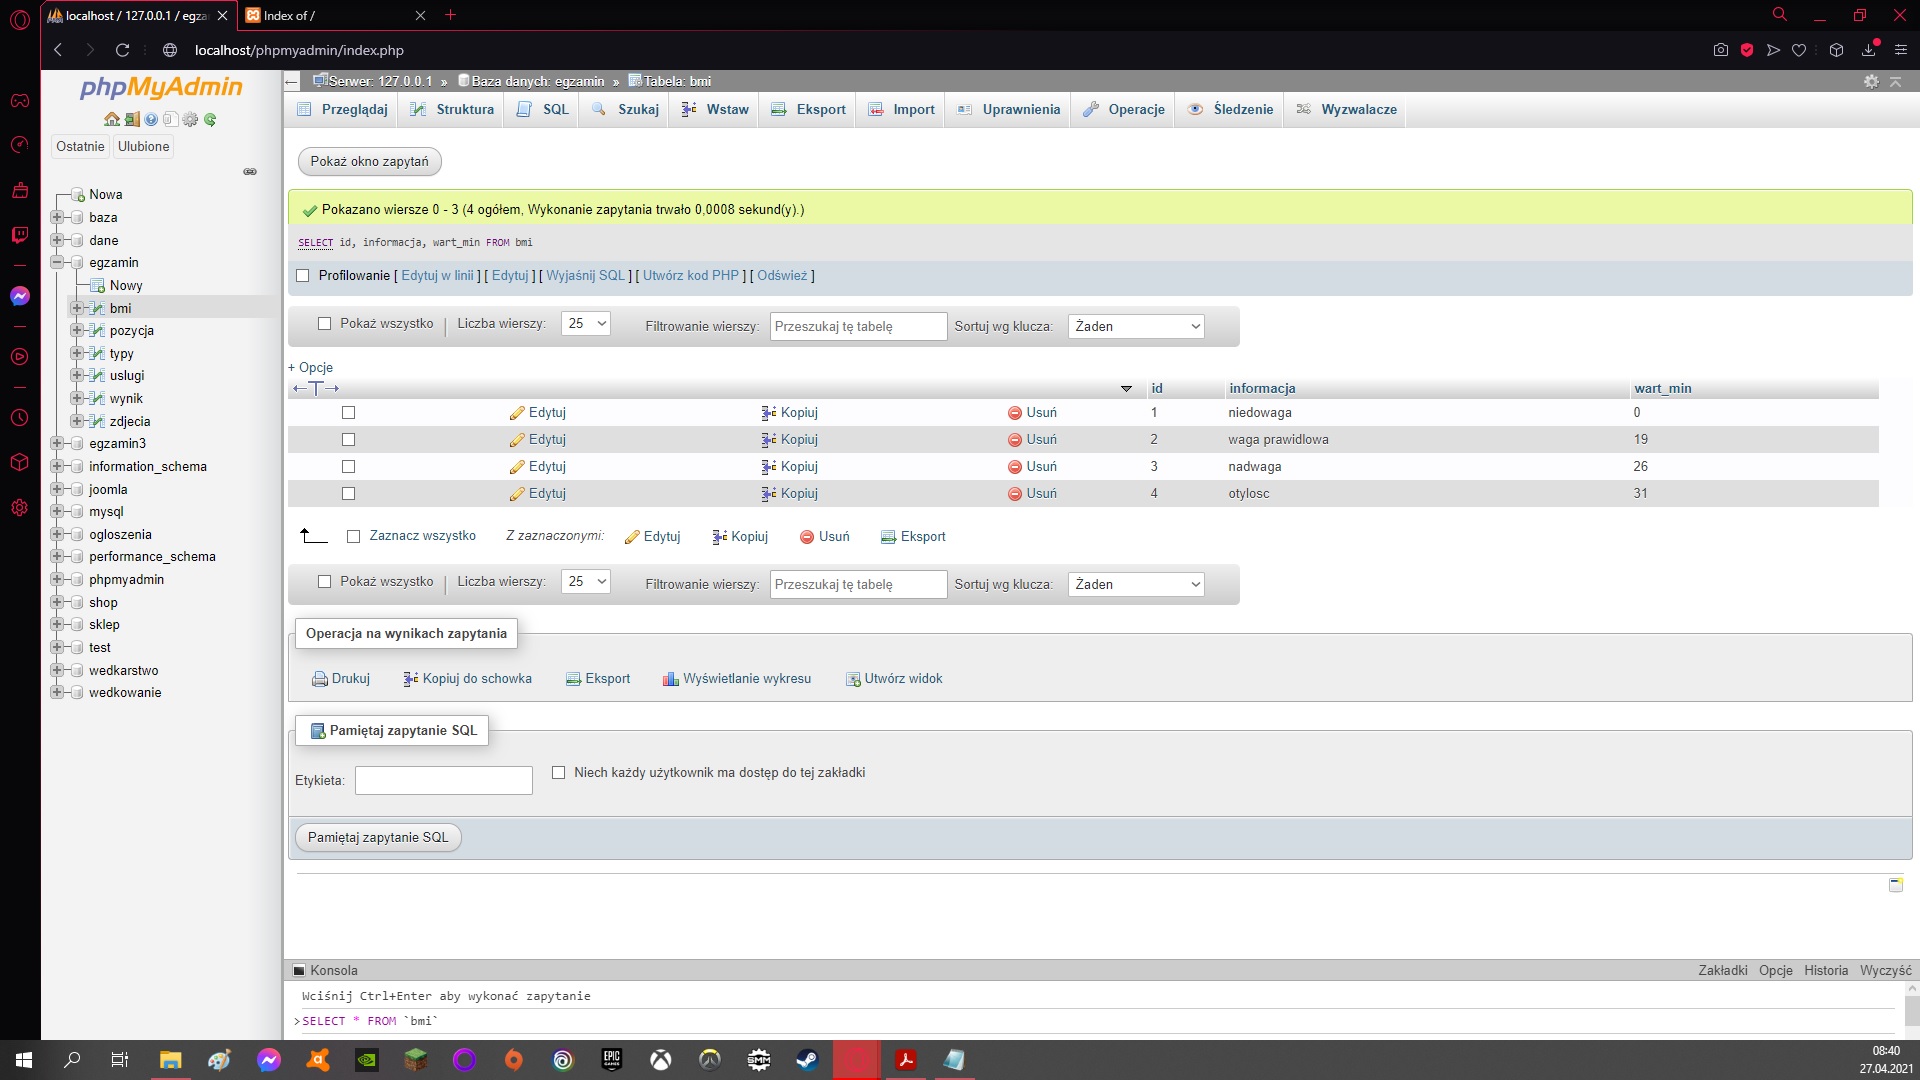 localhost / 127.0.0.1 / egza
Index of /
localhost/phpmyadmin/index.php
phpMyAdmin
Ostatnie Ulubione
Nowa
baza
dane
egzamin
Nowy
bmi
pozycja
typy
uslugi
wynik
zdjecia
egzamin3
information_schema
joomla
mysql
ogloszenia
performance_schema
phpmyadmin
shop
sklep
test
wedkarstwo
wedkowanie
Serwer: 127.0.0.1 » Baza danych: egzamin » Tabela: bmi
Przeglądaj Struktura SQL Szukaj Wstaw Eksport Import Uprawnienia Operacje Śledzenie Wyzwalacze
Pokaż okno zapytań
Pokazano wiersze 0 - 3 (4 ogółem, Wykonanie zapytania trwało 0,0008 sekund(y).)
SELECT id, informacja, wart_min FROM bmi
Profilowanie [ Edytuj w linii ] [ Edytuj ] [ Wyjaśnij SQL ] [ Utwórz kod PHP ] [ Odśwież ]
Pokaż wszystko | Liczba wierszy: 25 Filtrowanie wierszy: Przeszukaj tę tabelę Sortuj wg klucza: Żaden
+ Opcje
←T→ id informacja wart_min
Edytuj Kopiuj Usuń 1 niedowaga 0
Edytuj Kopiuj Usuń 2 waga prawidlowa 19
Edytuj Kopiuj Usuń 3 nadwaga 26
Edytuj Kopiuj Usuń 4 otylosc 31
Zaznacz wszystko Z zaznaczonymi: Edytuj Kopiuj Usuń Eksport
Pokaż wszystko | Liczba wierszy: 25 Filtrowanie wierszy: Przeszukaj tę tabelę Sortuj wg klucza: Żaden
Operacja na wynikach zapytania
Drukuj Kopiuj do schowka Eksport Wyświetlanie wykresu Utwórz widok
Pamiętaj zapytanie SQL
Etykieta: Niech każdy użytkownik ma dostęp do tej zakładki
Pamiętaj zapytanie SQL
Konsola Zakładki Opcje Historia Wyczyść
Wciśnij Ctrl+Enter aby wykonać zapytanie
>SELECT * FROM `bmi`
EPIC GAMES
SMM
08:40
27.04.2021